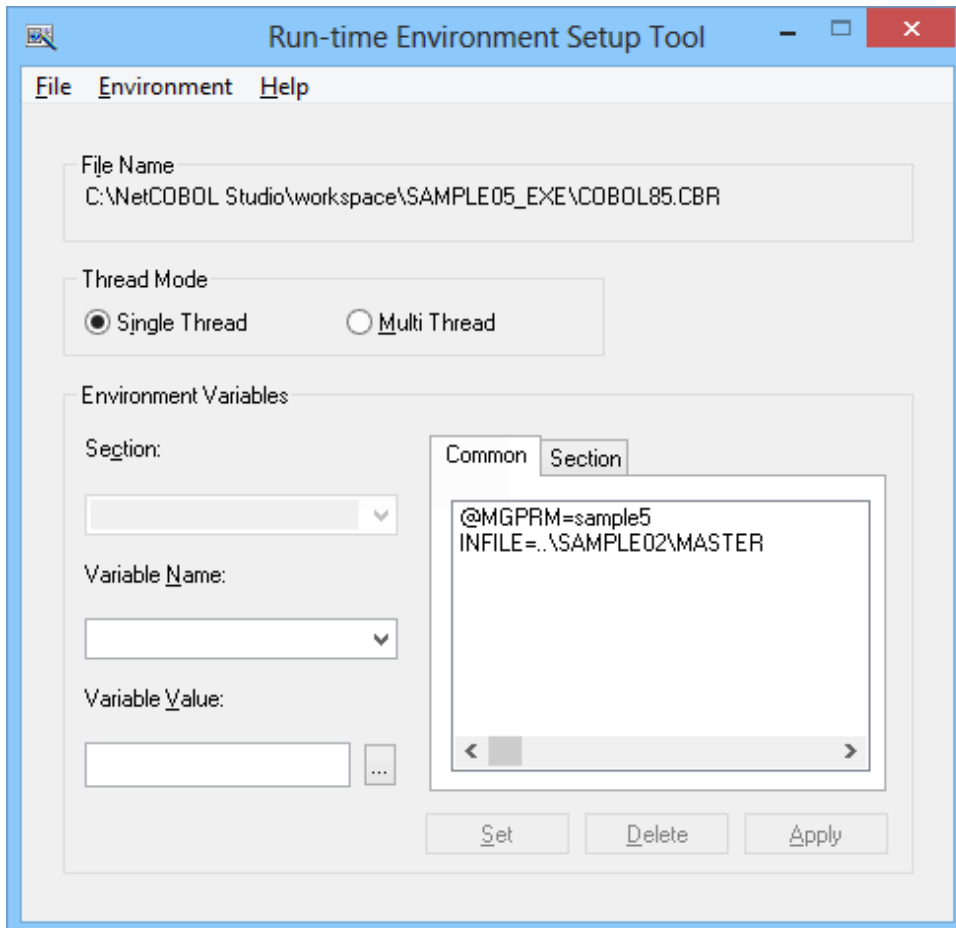 Run-time Environment Setup Tool
File Environment Help
File Name
C:\NetCOBOL Studio\workspace\SAMPLE05_EXE\COBOL85.CBR
Thread Mode
Single Thread Multi Thread
Environment Variables
Section:
Common Section
@MGPRM=sample5
INFILE=..\SAMPLE02\MASTER
Variable Name:
Variable Value:
...
Set Delete Apply